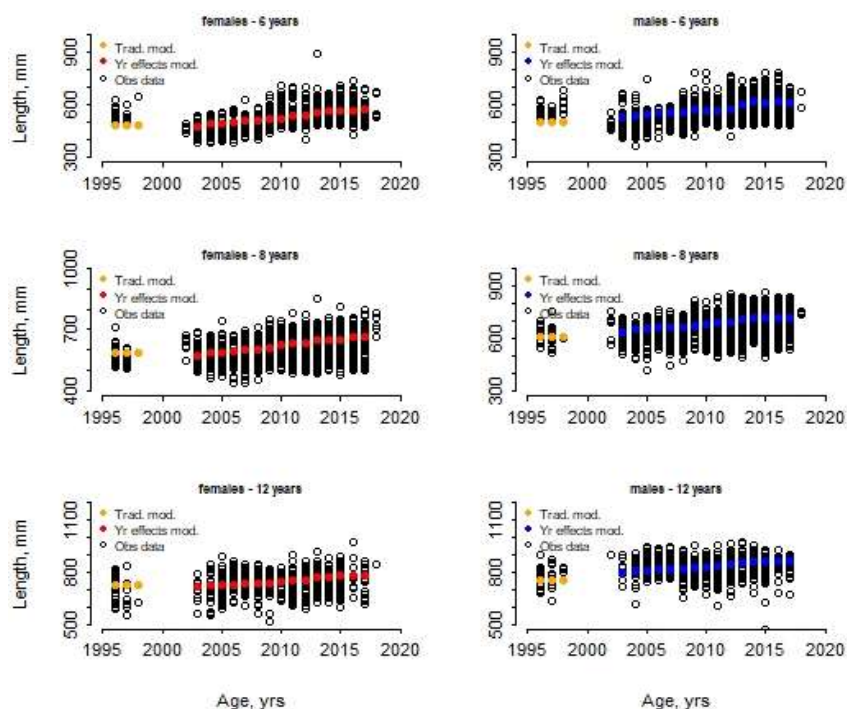 females - 6 years
Trad. mod.
Yr effects mod.
Obs data
Length, mm
300 600 900
1995 2000 2005 2010 2015 2020
males - 6 years
Trad. mod.
Yr effects mod.
Obs data
300 600 900
1995 2000 2005 2010 2015 2020
females - 8 years
Trad. mod.
Yr effects mod.
Obs data
Length, mm
400 700 1000
1995 2000 2005 2010 2015 2020
males - 8 years
Trad. mod.
Yr effects mod.
Obs data
300 600 900
1995 2000 2005 2010 2015 2020
females - 12 years
Trad. mod.
Yr effects mod.
Obs data
Length, mm
500 800 1100
1995 2000 2005 2010 2015 2020
Age, yrs
males - 12 years
Trad. mod.
Yr effects mod.
Obs data
500 800 1100
1995 2000 2005 2010 2015 2020
Age, yrs